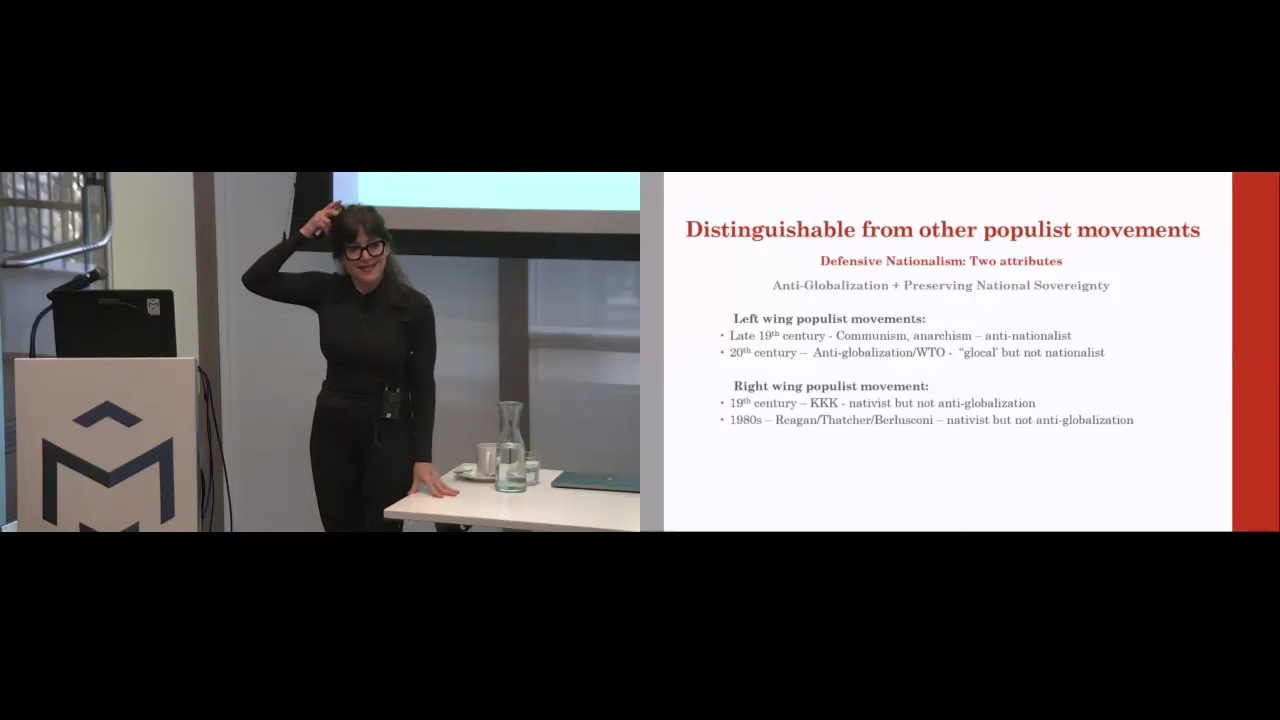 Distinguishable from other populist movements
Defensive Nationalism: Two attributes
Anti-Globalization + Preserving National Sovereignty
Left wing populist movements:
• Late 19th century - Communism, anarchism – anti-nationalist
• 20th century – Anti-globalization/WTO - “glocal’ but not nationalist
Right wing populist movement:
• 19th century – KKK - nativist but not anti-globalization
• 1980s – Reagan/Thatcher/Berlusconi – nativist but not anti-globalization